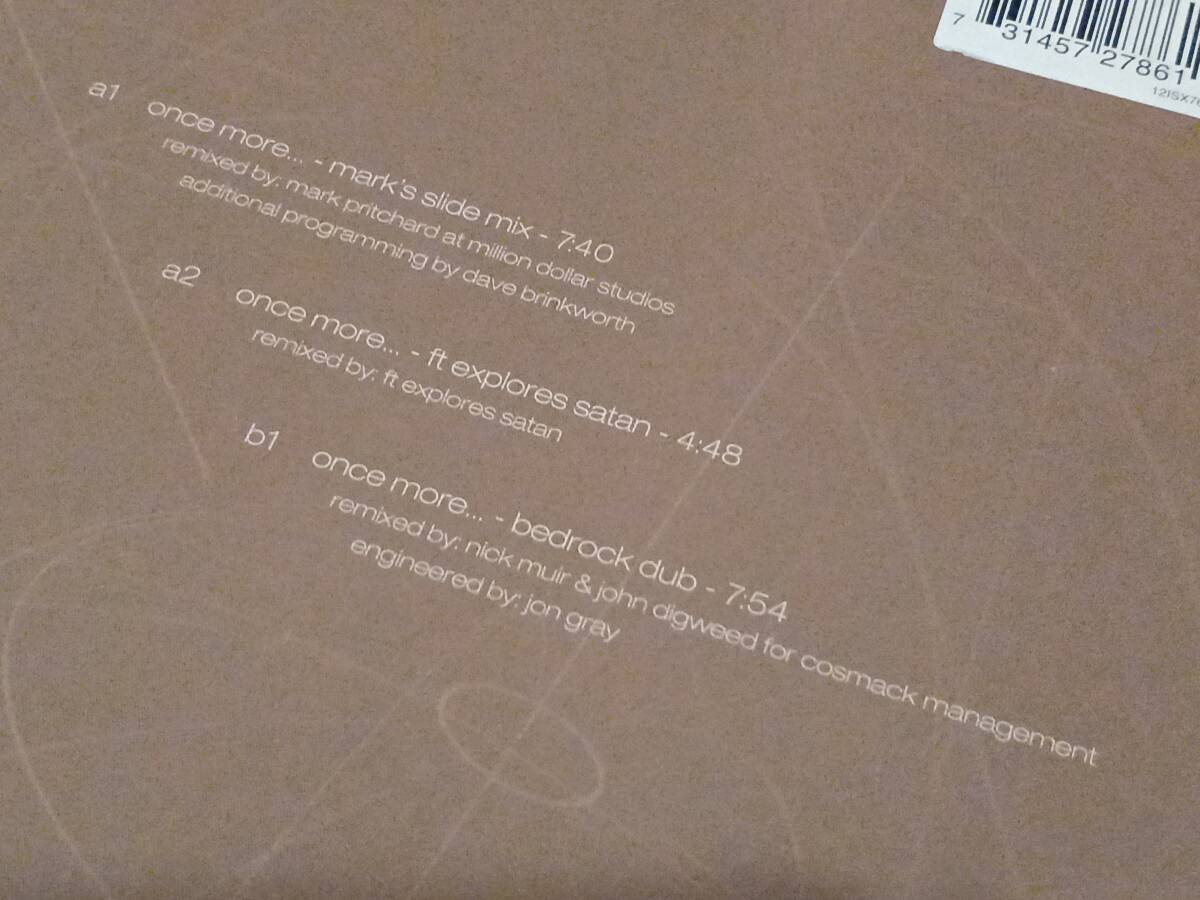 7 31457 27861
12ISX76
a1 once more... - mark's slide mix - 7:40
remixed by: mark pritchard at million dollar studios
additional programming by dave brinkworth
a2 once more... - ft explores satan - 4:48
remixed by: ft explores satan
b1 once more... - bedrock dub - 7:54
remixed by: nick muir & john digweed for cosmack management
engineered by: jon gray